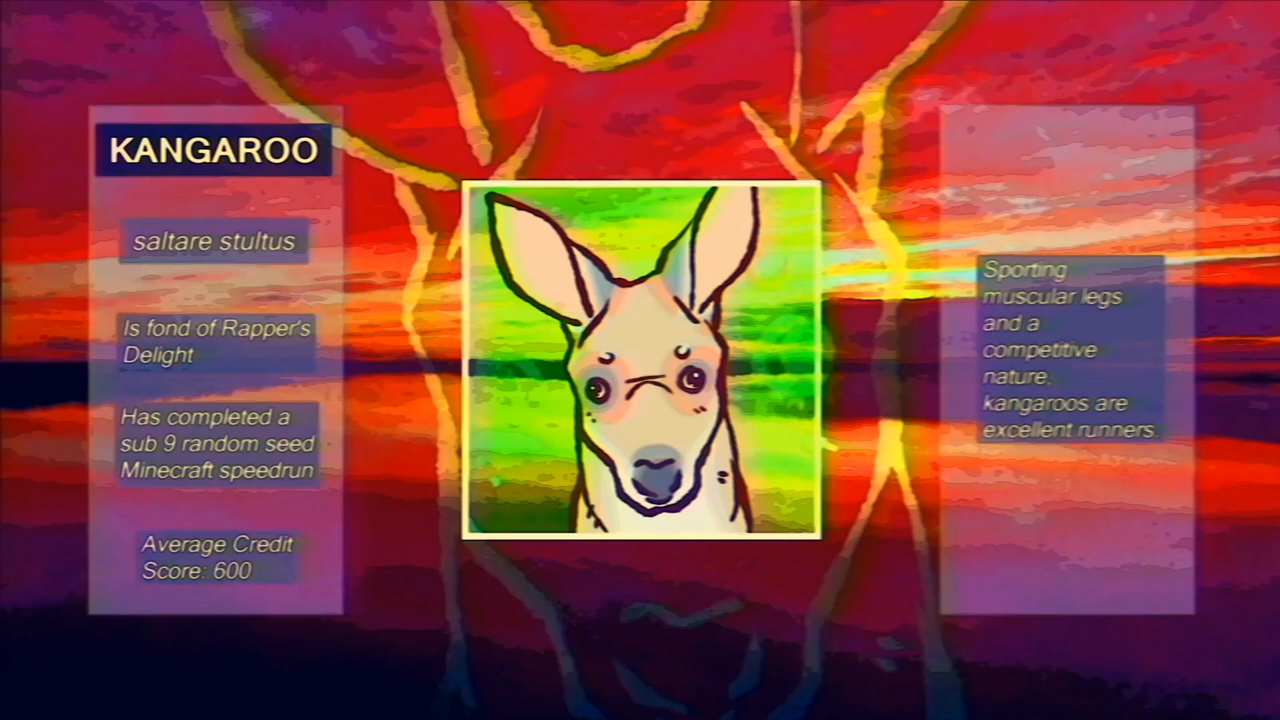 KANGAROO
saltare stultus
Is fond of Rapper's
Delight
Has completed a
sub 9 random seed
Minecraft speedrun
Average Credit
Score: 600
Sporting
muscular legs
and a
competitive
nature,
kangaroos are
excellent runners.